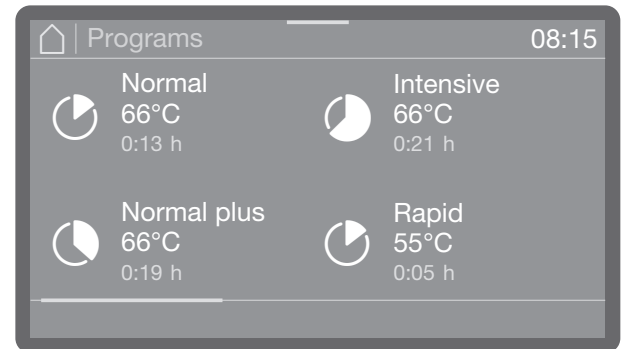 Programs 08:15
Normal
66°C
0:13 h
Intensive
66°C
0:21 h
Normal plus
66°C
0:19 h
Rapid
55°C
0:05 h